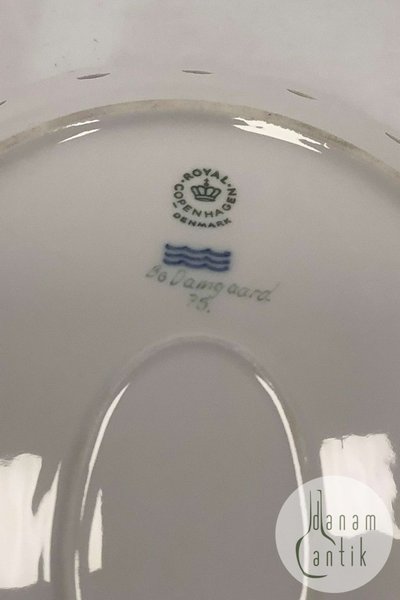 ROYAL
COPENHAGEN
DENMARK
Bo Damgaard
75.
danam
antik